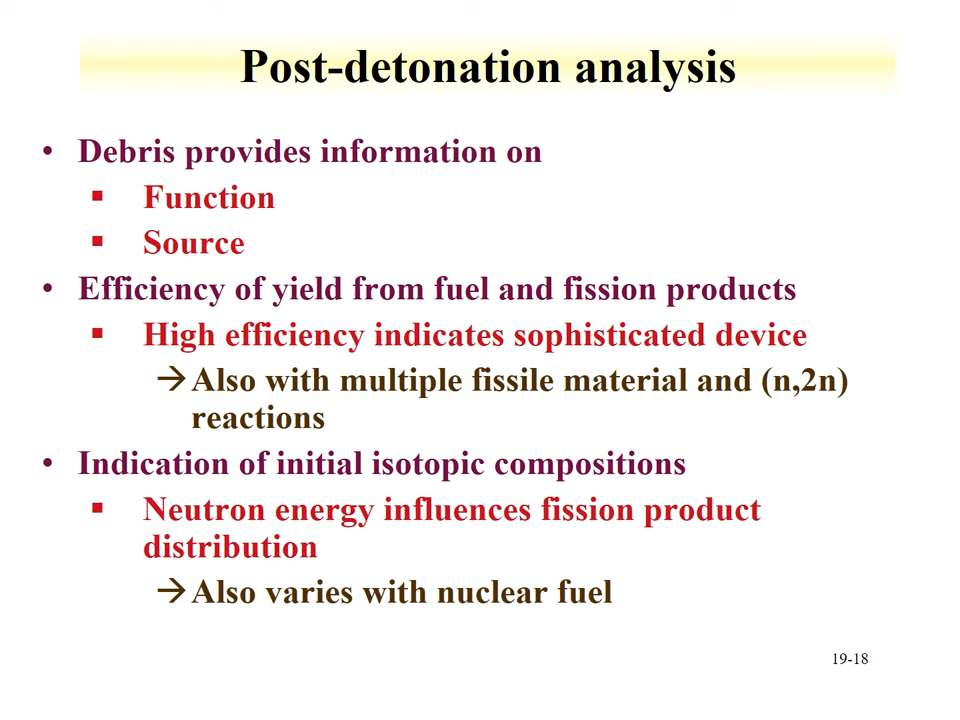 Post-detonation analysis
• Debris provides information on
▪ Function
▪ Source
• Efficiency of yield from fuel and fission products
▪ High efficiency indicates sophisticated device
→Also with multiple fissile material and (n,2n)
reactions
• Indication of initial isotopic compositions
▪ Neutron energy influences fission product
distribution
→Also varies with nuclear fuel
19-18